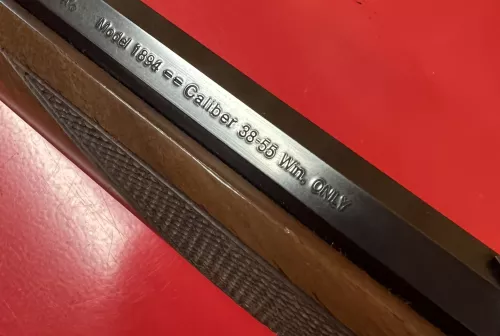 Model 1894 == Caliber 38-55 Win. ONLY